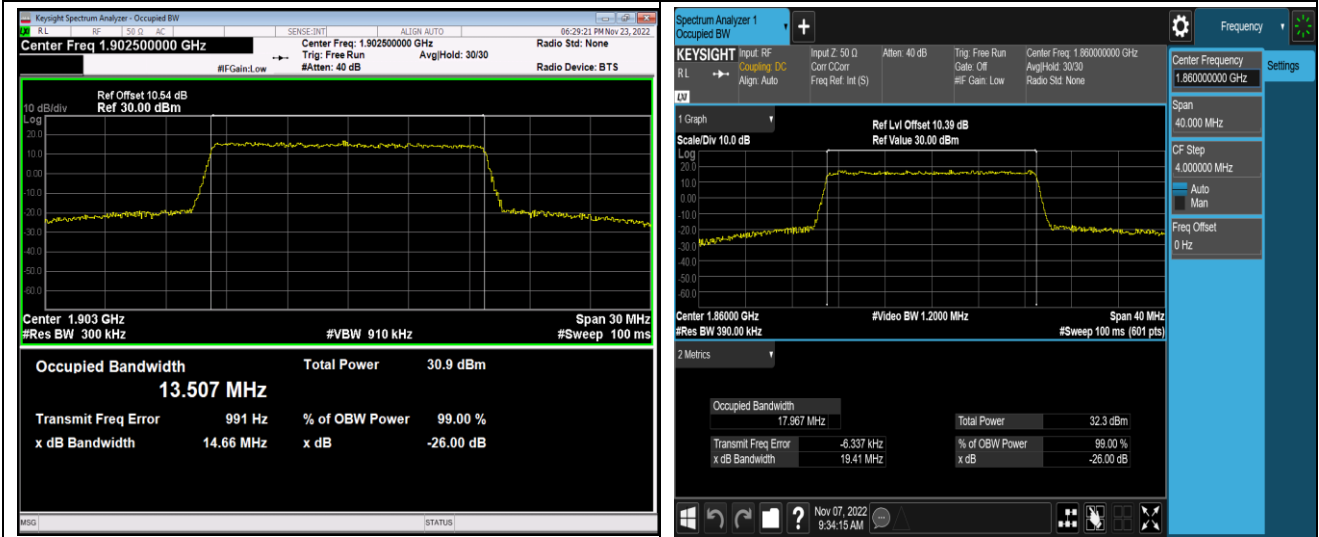 Keysight Spectrum Analyzer - Occupied BW
RL RF 50 Ω AC SENSE:INT ALIGN AUTO 06:29:21 PM Nov 23, 2022
Center Freq 1.902500000 GHz Center Freq: 1.902500000 GHz Radio Std: None
Trig: Free Run Avg|Hold: 30/30
#IFGain:Low #Atten: 40 dB Radio Device: BTS
Ref Offset 10.54 dB
10 dB/div Ref 30.00 dBm
Log
20.0
10.0
0.00
-10.0
-20.0
-30.0
-40.0
-50.0
-60.0
Center 1.903 GHz Span 30 MHz
#Res BW 300 kHz #VBW 910 kHz #Sweep 100 ms
Occupied Bandwidth Total Power 30.9 dBm
13.507 MHz
Transmit Freq Error 991 Hz % of OBW Power 99.00 %
x dB Bandwidth 14.66 MHz x dB -26.00 dB
MSG STATUS
Spectrum Analyzer 1
Occupied BW
KEYSIGHT Input: RF Input Z: 50 Ω Atten: 40 dB Trig: Free Run Center Freq: 1.860000000 GHz
RL Coupling: DC Corr CCorr Gate: Off Avg|Hold: 30/30
Align: Auto Freq Ref: Int (S) #IF Gain: Low Radio Std: None
1 Graph
Ref Lvl Offset 10.39 dB
Scale/Div 10.0 dB Ref Value 30.00 dBm
Log
20.0
10.0
0.00
-10.0
-20.0
-30.0
-40.0
-50.0
-60.0
Center 1.86000 GHz #Video BW 1.2000 MHz Span 40 MHz
#Res BW 390.00 kHz #Sweep 100 ms (601 pts)
2 Metrics
Occupied Bandwidth
17.967 MHz Total Power 32.3 dBm
Transmit Freq Error -6.337 kHz % of OBW Power 99.00 %
x dB Bandwidth 19.41 MHz x dB -26.00 dB
?
Nov 07, 2022
9:34:15 AM
Frequency
Center Frequency
1.860000000 GHz
Settings
Span
40.000 MHz
CF Step
4.000000 MHz
Auto
Man
Freq Offset
0 Hz